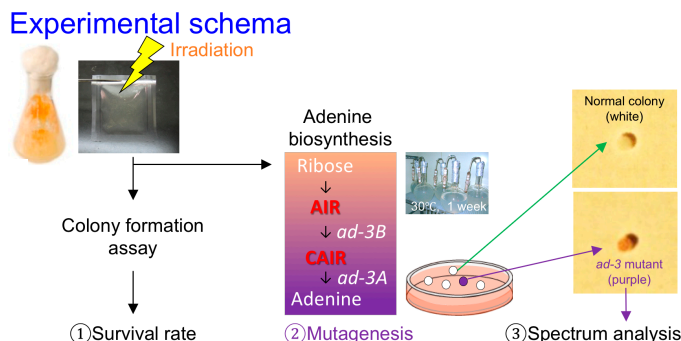 Experimental schema
Irradiation
Colony formation
assay
①Survival rate
Adenine
biosynthesis
Ribose
↓
AIR
↓ ad-3B
CAIR
↓ ad-3A
Adenine
30℃, 1 week
②Mutagenesis
Normal colony
(white)
ad-3 mutant
(purple)
③Spectrum analysis